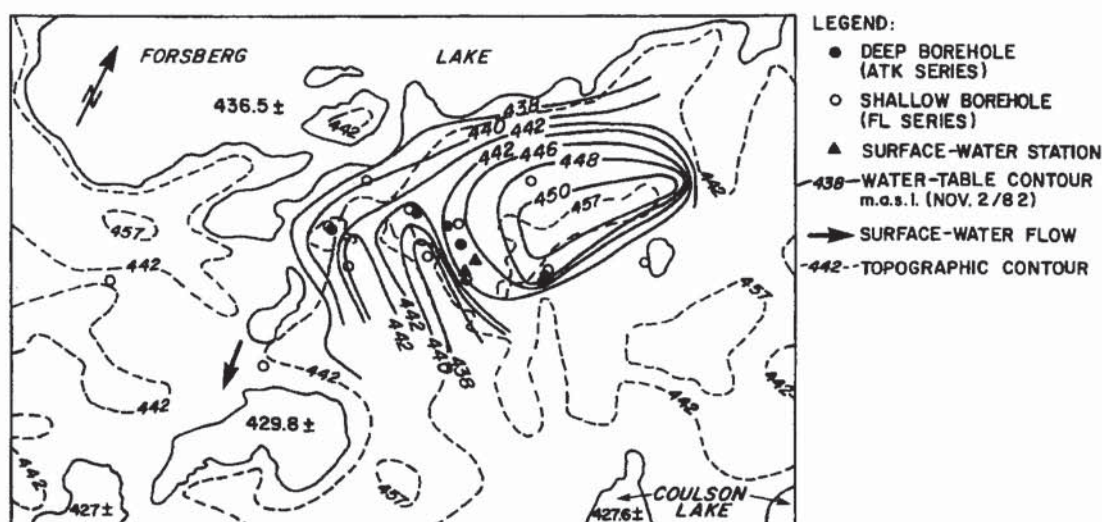 FORSBERG LAKE
436.5 ±
442
438
440
442
442
446
448
450
457
442
457
442
442
442
446
438
442
457
442
442
442
442
429.8 ±
457
427±
427.6±
COULSON
LAKE
LEGEND:
DEEP BOREHOLE
(ATK SERIES)
SHALLOW BOREHOLE
(FL SERIES)
SURFACE-WATER STATION
438 WATER-TABLE CONTOUR
m.a.s.l. (NOV. 2/82)
SURFACE-WATER FLOW
442 TOPOGRAPHIC CONTOUR
N